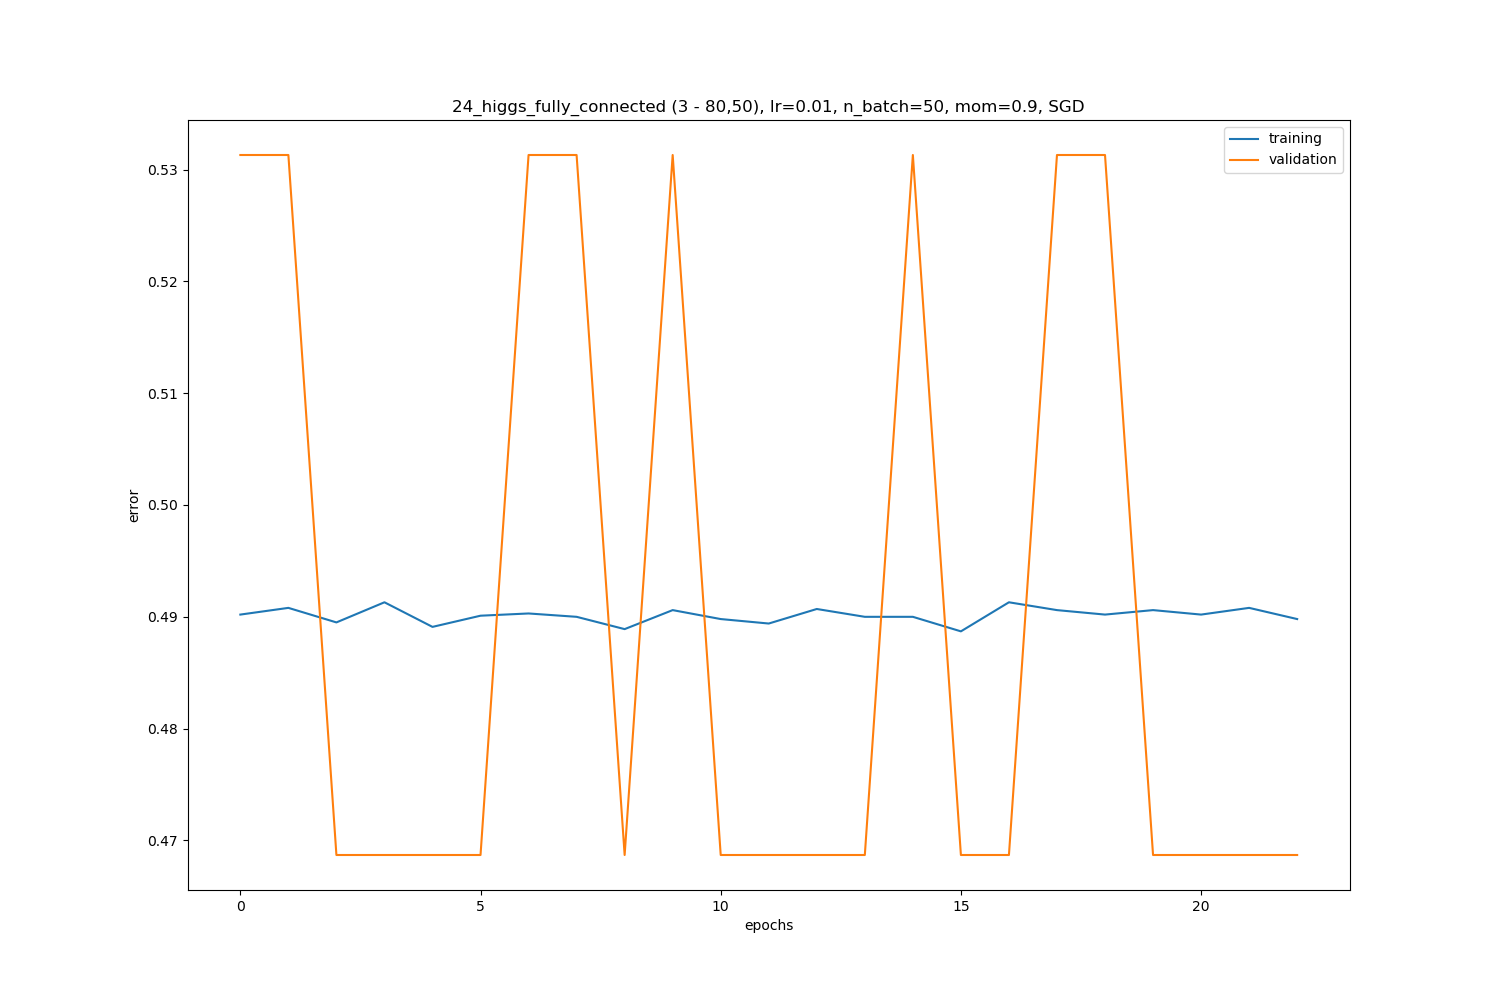 24_higgs_fully_connected (3 - 80,50), lr=0.01, n_batch=50, mom=0.9, SGD
training
validation
0.53
0.52
0.51
0.50
0.49
0.48
0.47
error
0 5 10 15 20
epochs